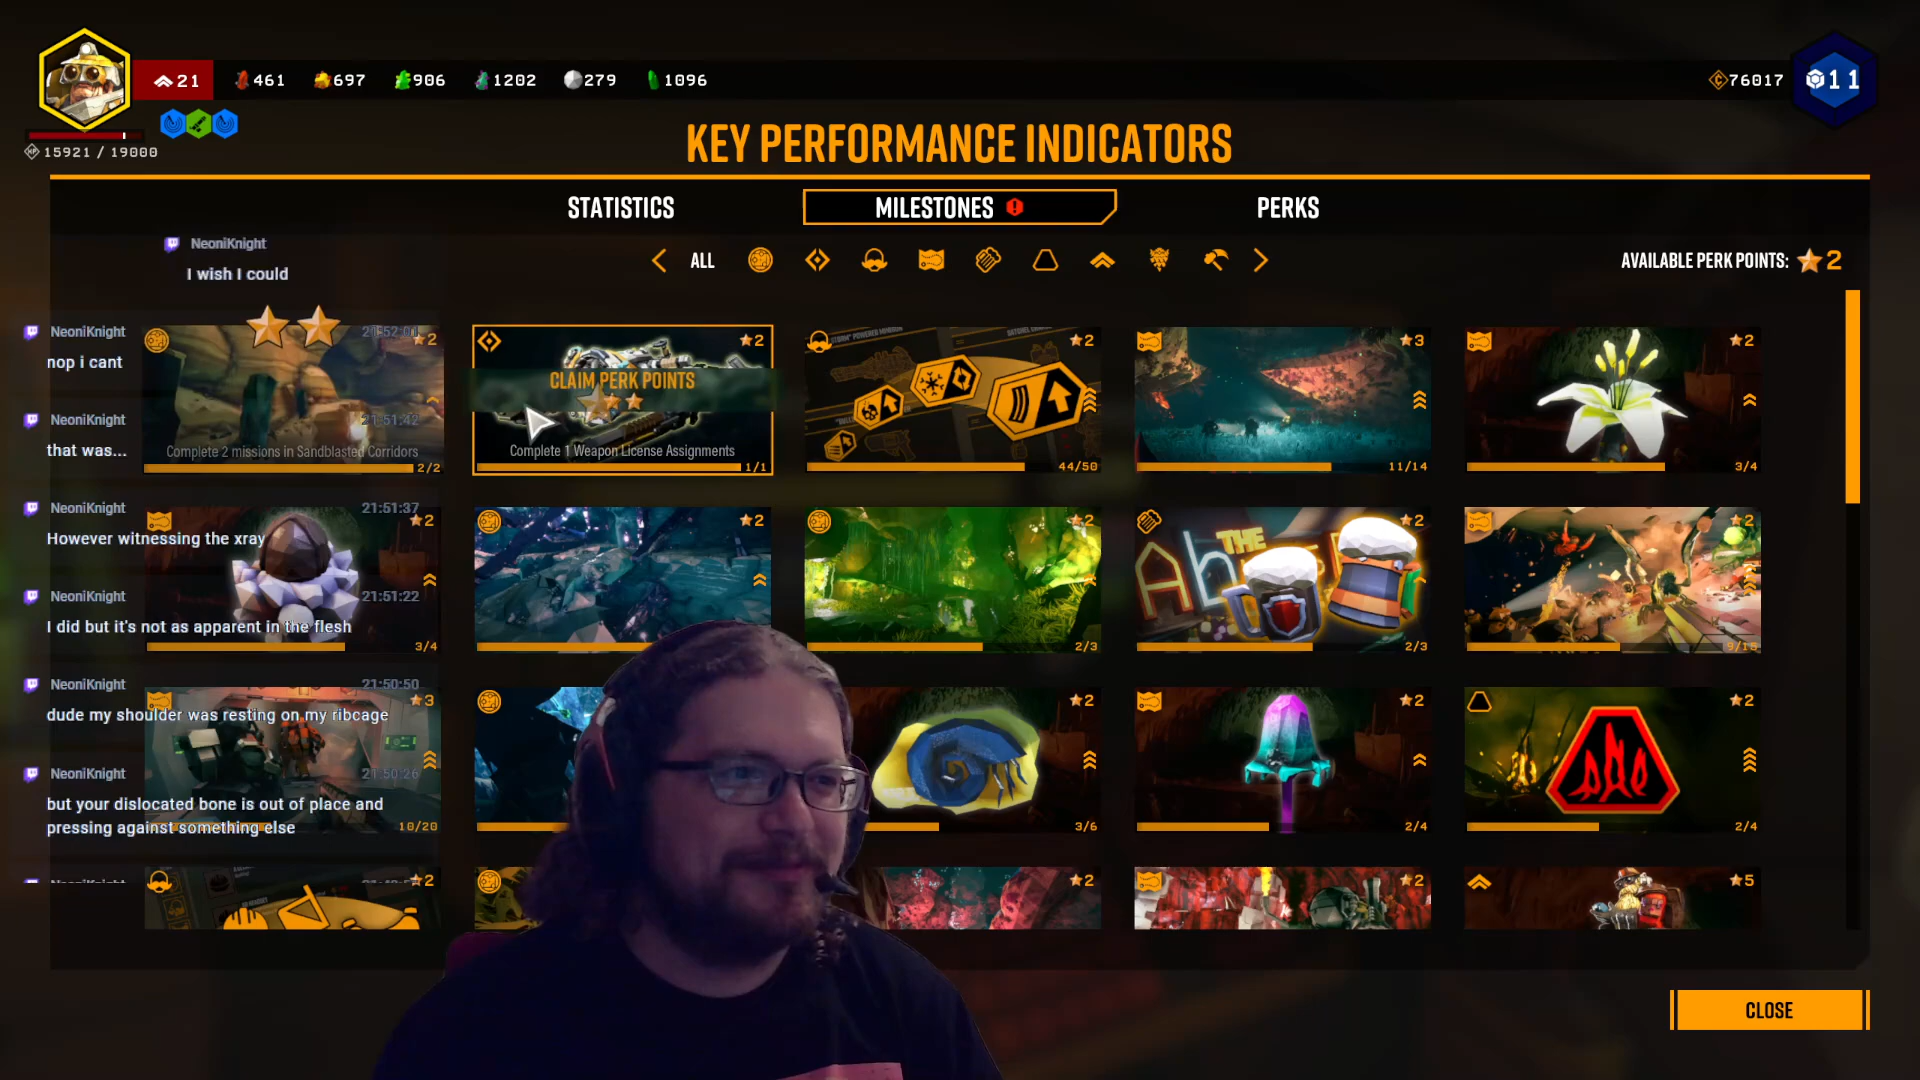 21 461 697 906 1202 279 1096
76017 11
15921 / 19000
KEY PERFORMANCE INDICATORS
STATISTICS MILESTONES ! PERKS
NeoniKnight
I wish I could
ALL
AVAILABLE PERK POINTS: 2
NeoniKnight 21:52:01
nop i cant
2
Complete 2 missions in Sandblasted Corridors
2/2
2
CLAIM PERK POINTS
Complete 1 Weapon License Assignments
1/1
2
44/50
3
11/14
2
3/4
NeoniKnight 21:51:42
that was...
NeoniKnight 21:51:37
However witnessing the xray
2
3/4
2
2
2/3
THE
2
2/3
2
9/15
NeoniKnight 21:51:22
I did but it's not as apparent in the flesh
NeoniKnight 21:50:50
dude my shoulder was resting on my ribcage
3
10/20
NeoniKnight 21:50:26
but your dislocated bone is out of place and
pressing against something else
2
3/6
2
2/4
2
2/4
2
2
2
5
CLOSE